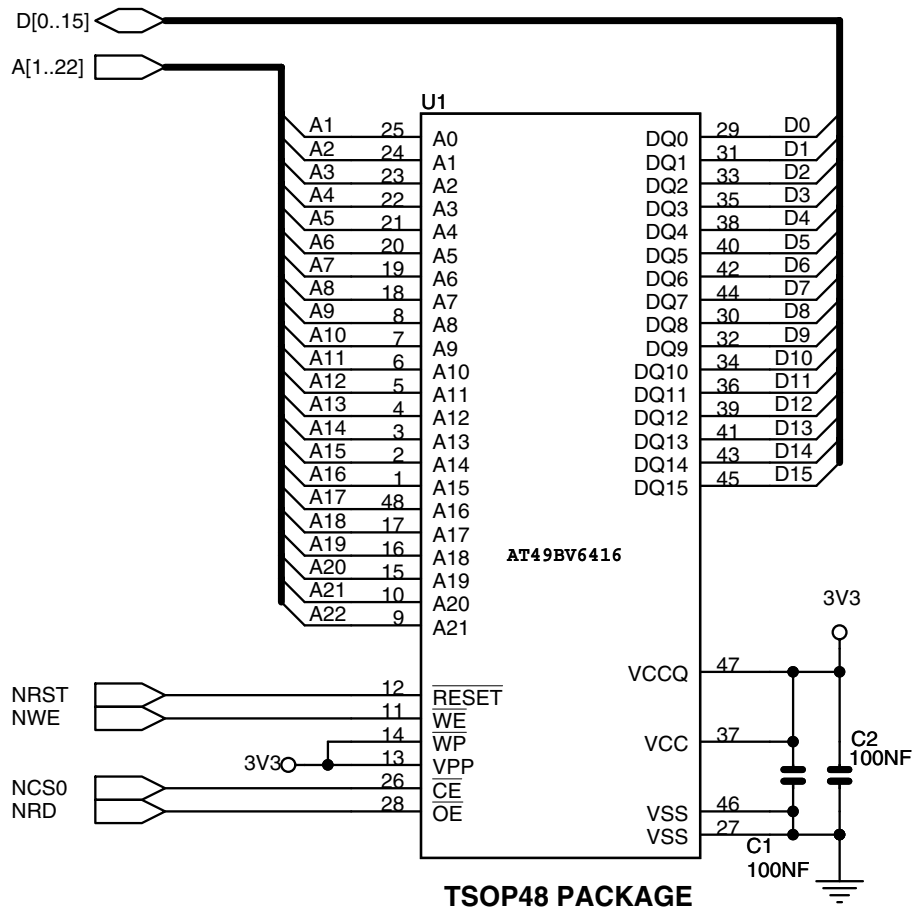 D[0..15]
A[1..22]
U1
A1 25 A0 DQ0 29 D0
A2 24 A1 DQ1 31 D1
A3 23 A2 DQ2 33 D2
A4 22 A3 DQ3 35 D3
A5 21 A4 DQ4 38 D4
A6 20 A5 DQ5 40 D5
A7 19 A6 DQ6 42 D6
A8 18 A7 DQ7 44 D7
A9 8 A8 DQ8 30 D8
A10 7 A9 DQ9 32 D9
A11 6 A10 DQ10 34 D10
A12 5 A11 DQ11 36 D11
A13 4 A12 DQ12 39 D12
A14 3 A13 DQ13 41 D13
A15 2 A14 DQ14 43 D14
A16 1 A15 DQ15 45 D15
A17 48 A16
A18 17 A17
A19 16 A18
AT49BV6416
A20 15 A19
A21 10 A20
A22 9 A21
3V3
VCCQ 47
NRST 12 RESET
NWE 11 WE
14 WP
VCC 37
C2
100NF
3V3 13 VPP
NCS0 26 CE
NRD 28 OE
VSS 46
VSS 27
C1
100NF
TSOP48 PACKAGE